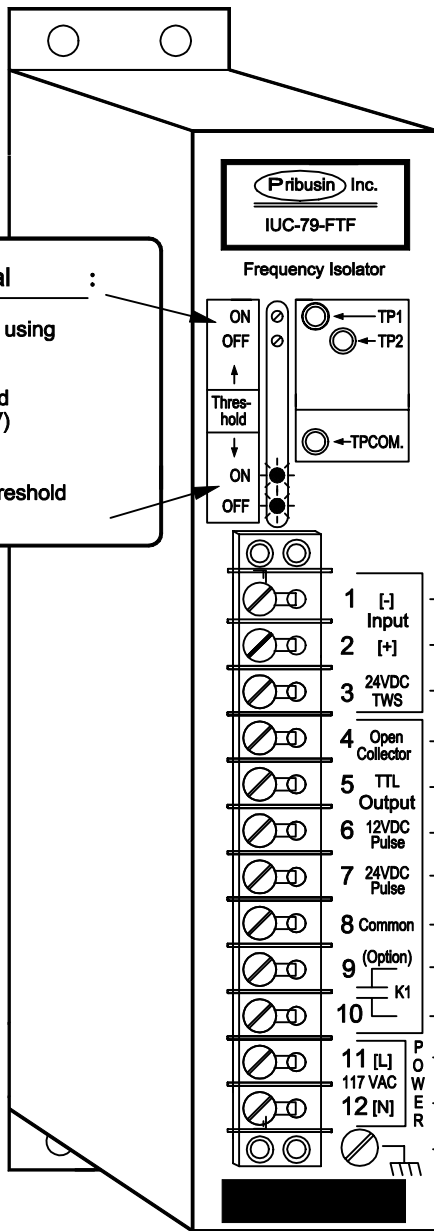 Pribusin Inc.
IUC-79-FTF
Frequency Isolator
al :
using
d
)
reshold
ON
OFF
Thres-
hold
ON
OFF
TP1
TP2
TPCOM.
1 [-]
Input
2 [+]
3 24VDC
TWS
4 Open
Collector
5 TTL
Output
6 12VDC
Pulse
7 24VDC
Pulse
8 Common
9 (Option)
K1
10
11 [L]
117 VAC
12 [N]
POWER